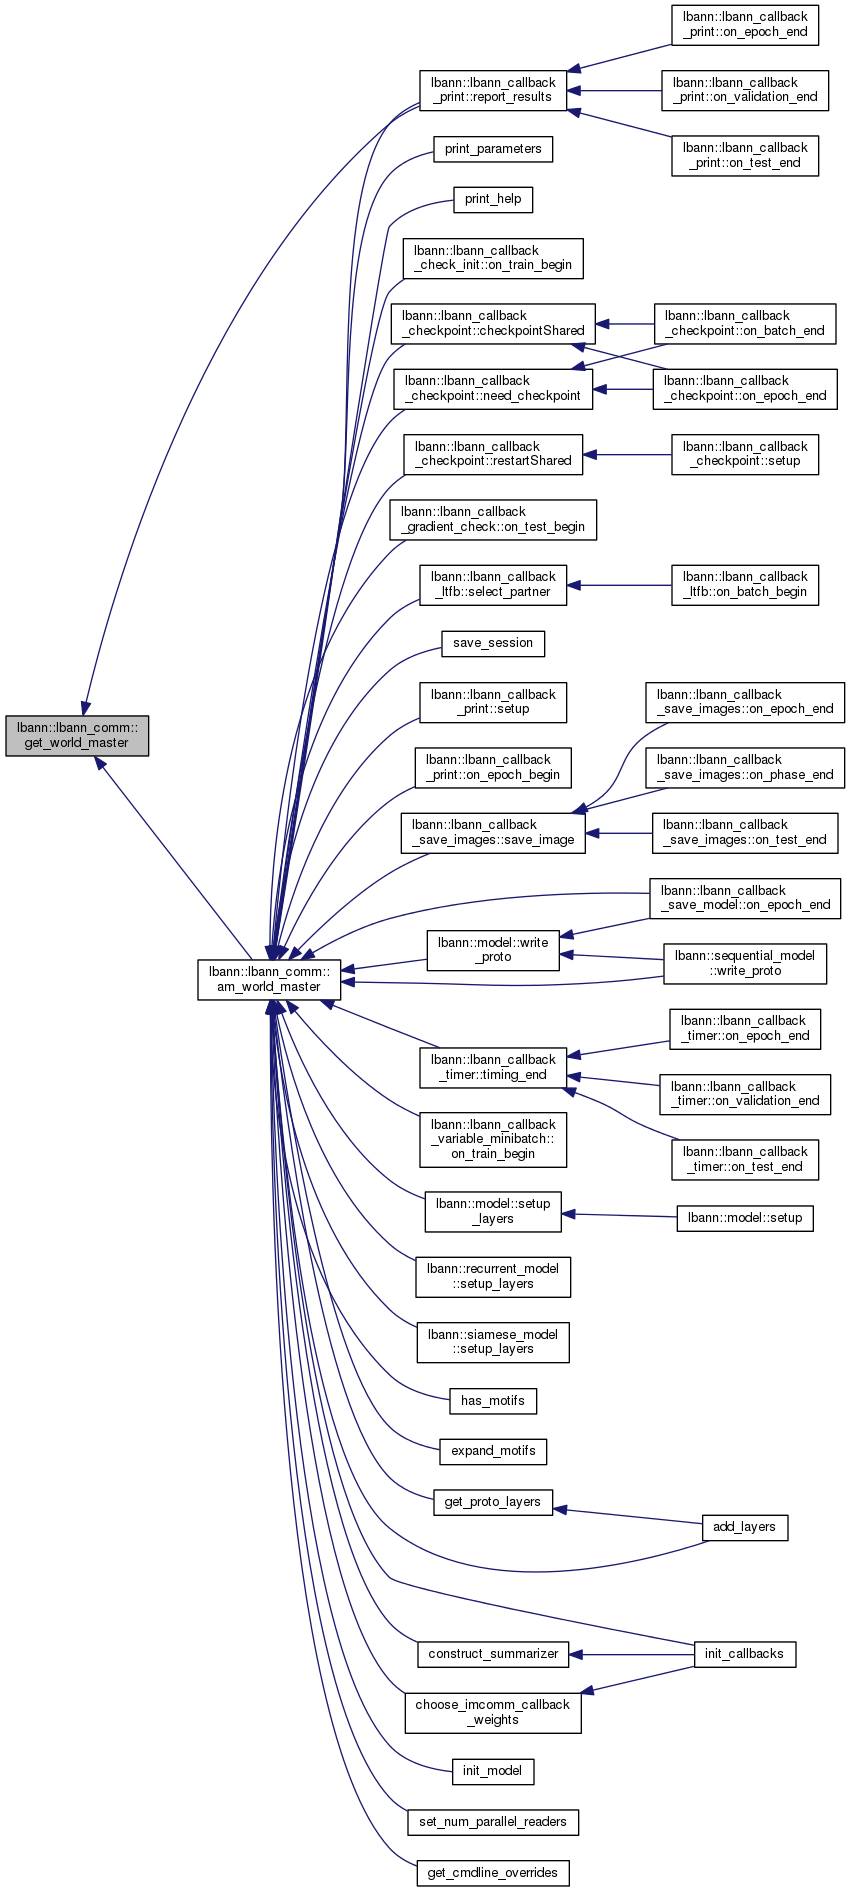 lbann::lbann_callback
_print::on_epoch_end
lbann::lbann_callback
_print::report_results
lbann::lbann_callback
_print::on_validation_end
lbann::lbann_callback
_print::on_test_end
print_parameters
print_help
lbann::lbann_callback
_check_init::on_train_begin
lbann::lbann_callback
_checkpoint::checkpointShared
lbann::lbann_callback
_checkpoint::on_batch_end
lbann::lbann_callback
_checkpoint::need_checkpoint
lbann::lbann_callback
_checkpoint::on_epoch_end
lbann::lbann_callback
_checkpoint::restartShared
lbann::lbann_callback
_checkpoint::setup
lbann::lbann_callback
_gradient_check::on_test_begin
lbann::lbann_callback
_ltfb::select_partner
lbann::lbann_callback
_ltfb::on_batch_begin
save_session
lbann::lbann_callback
_print::setup
lbann::lbann_callback
_save_images::on_epoch_end
lbann::lbann_comm::
get_world_master
lbann::lbann_callback
_print::on_epoch_begin
lbann::lbann_callback
_save_images::on_phase_end
lbann::lbann_callback
_save_images::save_image
lbann::lbann_callback
_save_images::on_test_end
lbann::lbann_callback
_save_model::on_epoch_end
lbann::model::write
_proto
lbann::sequential_model
::write_proto
lbann::lbann_comm::
am_world_master
lbann::lbann_callback
_timer::on_epoch_end
lbann::lbann_callback
_timer::timing_end
lbann::lbann_callback
_timer::on_validation_end
lbann::lbann_callback
_variable_minibatch::
on_train_begin
lbann::lbann_callback
_timer::on_test_end
lbann::model::setup
_layers
lbann::model::setup
lbann::recurrent_model
::setup_layers
lbann::siamese_model
::setup_layers
has_motifs
expand_motifs
get_proto_layers
add_layers
construct_summarizer
init_callbacks
choose_imcomm_callback
_weights
init_model
set_num_parallel_readers
get_cmdline_overrides